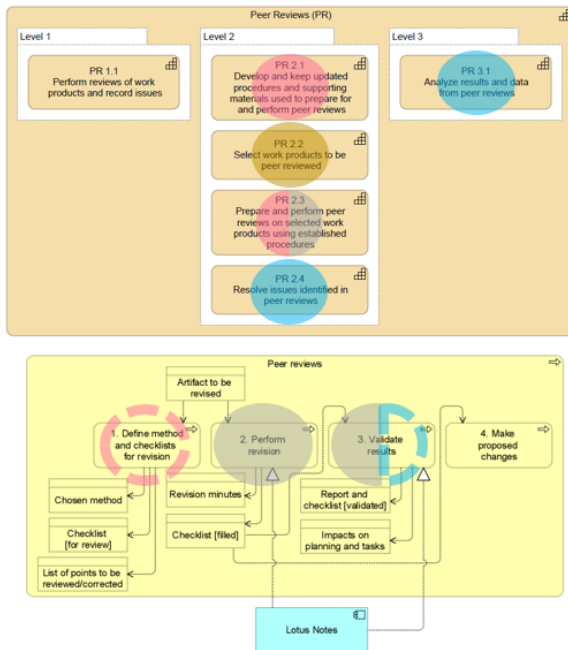 Peer Reviews (PR)
Level 1
Level 2
Level 3
PR 1.1
Perform reviews of work
products and record issues
PR 2.1
Develop and keep updated
procedures and supporting
materials used to prepare for
and perform peer reviews
PR 3.1
Analyze results and data
from peer reviews
PR 2.2
Select work products to be
peer reviewed
PR 2.3
Prepare and perform peer
reviews on selected work
products using established
procedures
PR 2.4
Resolve issues identified in
peer reviews
Peer reviews
Artifact to be
revised
1. Define method
and checklists
for revision
2. Perform
revision
3. Validate
results
4. Make
proposed
changes
Chosen method
Revision minutes
Report and
checklist [validated]
Checklist
[for review]
Checklist [filled]
Impacts on
planning and tasks
List of points to be
reviewed/corrected
Lotus Notes